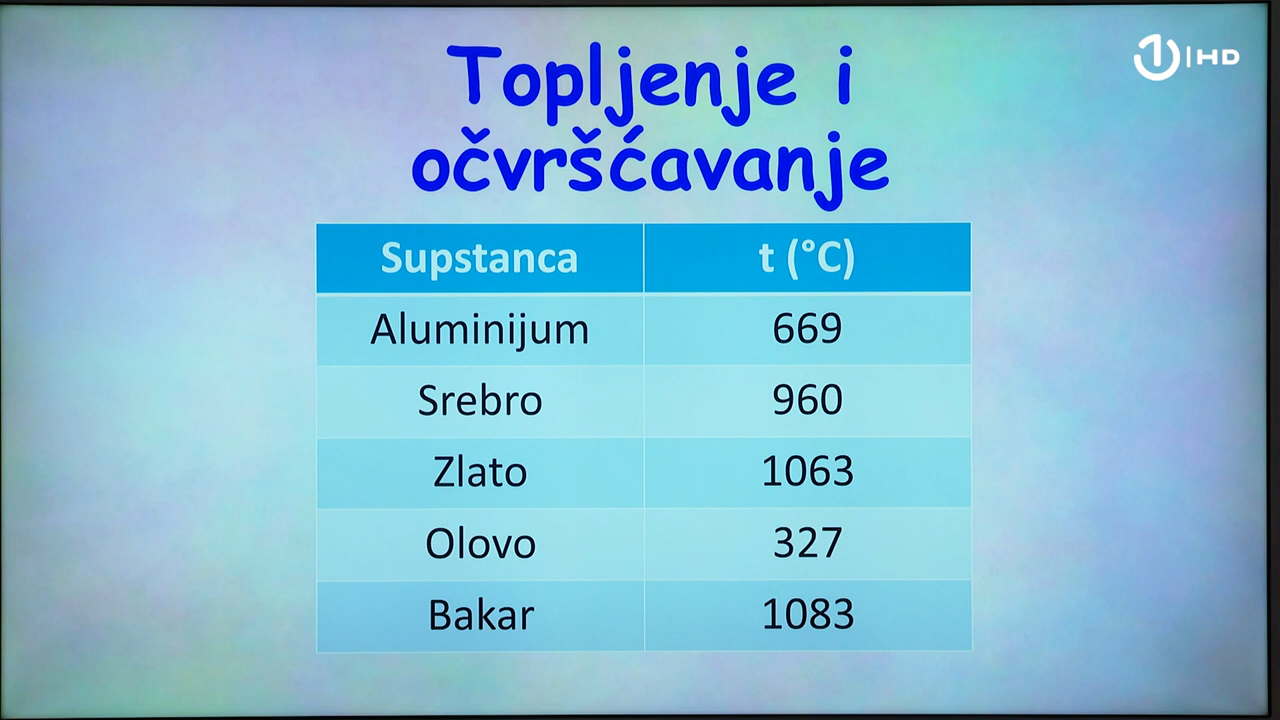 Topljenje i
očvršćavanje
1 | HD
Supstanca t (°C)
Aluminijum 669
Srebro 960
Zlato 1063
Olovo 327
Bakar 1083